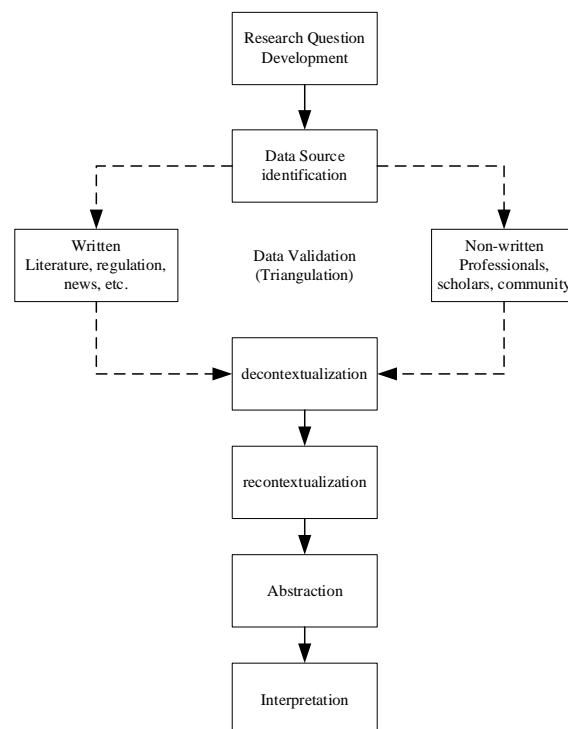 Research Question
Development
Data Source
identification
Written
Literature, regulation,
news, etc.
Data Validation
(Triangulation)
Non-written
Professionals,
scholars, community
decontextualization
recontextualization
Abstraction
Interpretation